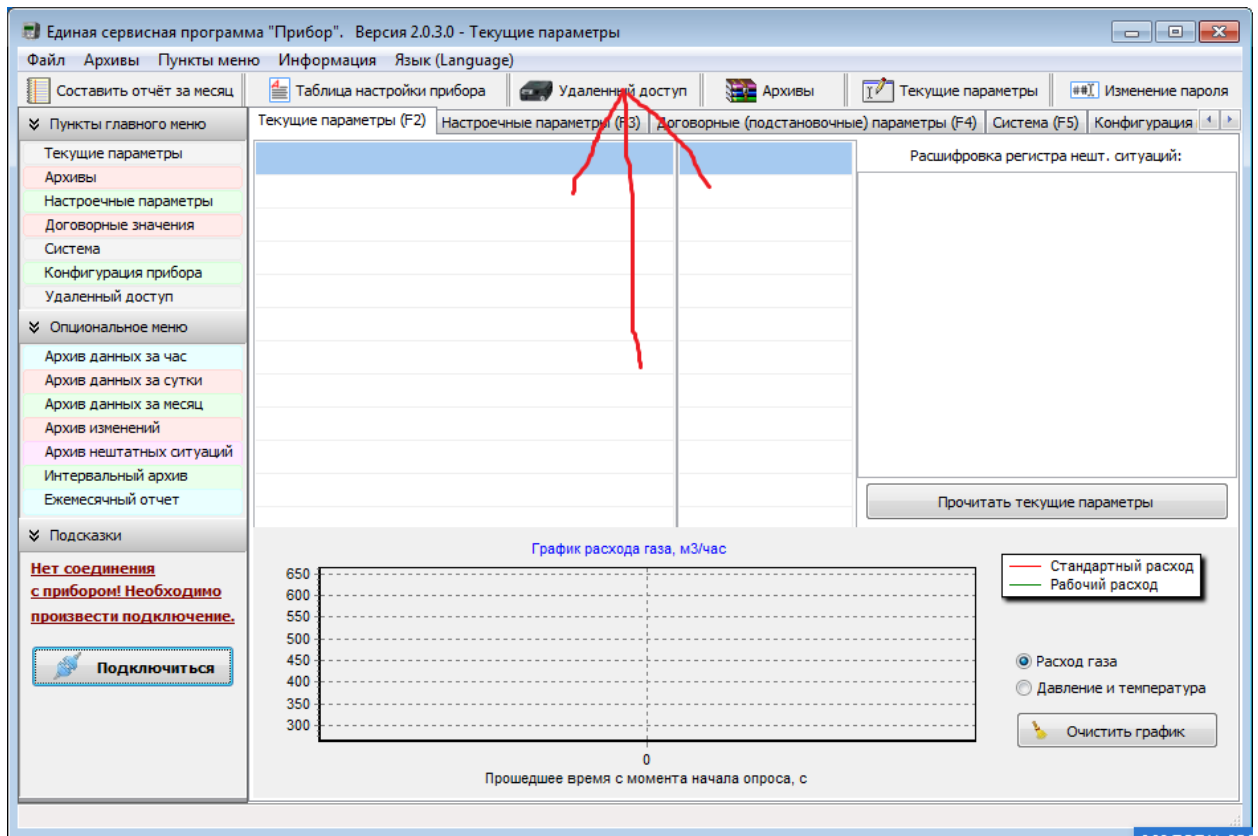 Единая сервисная программа "Прибор". Версия 2.0.3.0 - Текущие параметры
Файл Архивы Пункты меню Информация Язык (Language)
Составить отчёт за месяц Таблица настройки прибора Удаленный доступ Архивы Текущие параметры Изменение пароля
Пункты главного меню
Текущие параметры
Архивы
Настроечные параметры
Договорные значения
Система
Конфигурация прибора
Удаленный доступ
Опциональное меню
Архив данных за час
Архив данных за сутки
Архив данных за месяц
Архив изменений
Архив нештатных ситуаций
Интервальный архив
Ежемесячный отчет
Подсказки
Нет соединения
с прибором! Необходимо
произвести подключение.
Подключиться
Текущие параметры (F2) Настроечные параметры (F3) Договорные (подстановочные) параметры (F4) Система (F5) Конфигурация
Расшифровка регистра нешт. ситуаций:
Прочитать текущие параметры
График расхода газа, м3/час
650
600
550
500
450
400
350
300
0
Прошедшее время с момента начала опроса, с
Стандартный расход
Рабочий расход
Расход газа
Давление и температура
Очистить график